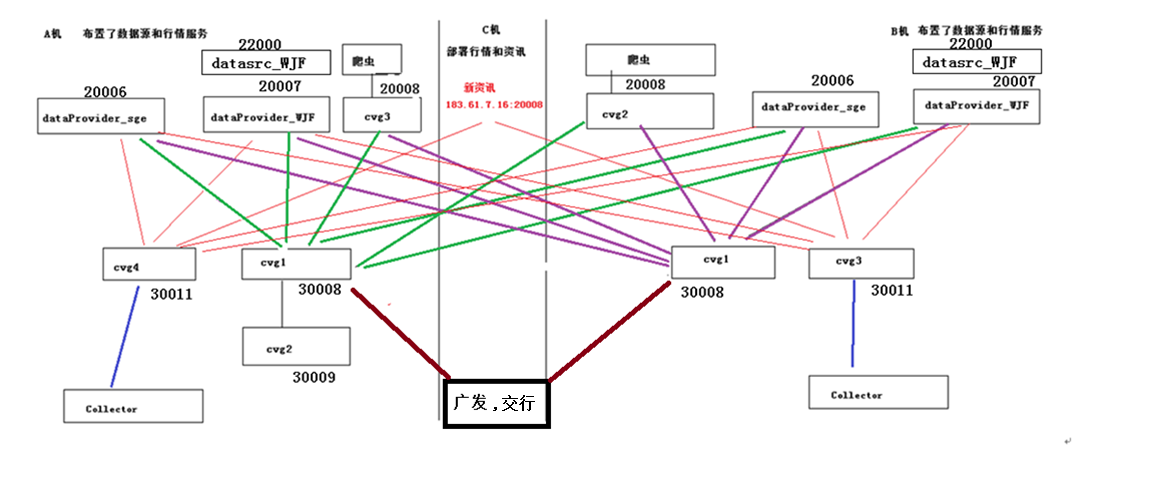 A机 布置了数据源和行情服务
22000
datasrc_WJF
爬虫
20006
20007
20008
dataProvider_sge
dataProvider_WJF
cvg3
C机
部署行情和资讯
新资讯
183.61.7.16:20008
B机 布置了数据源和行情服务
22000
datasrc_WJF
爬虫
20008
20006
20007
cvg2
dataProvider_sge
dataProvider_WJF
cvg4
30011
cvg1
30008
cvg1
30008
cvg3
30011
cvg2
30009
Collector
广发,交行
Collector